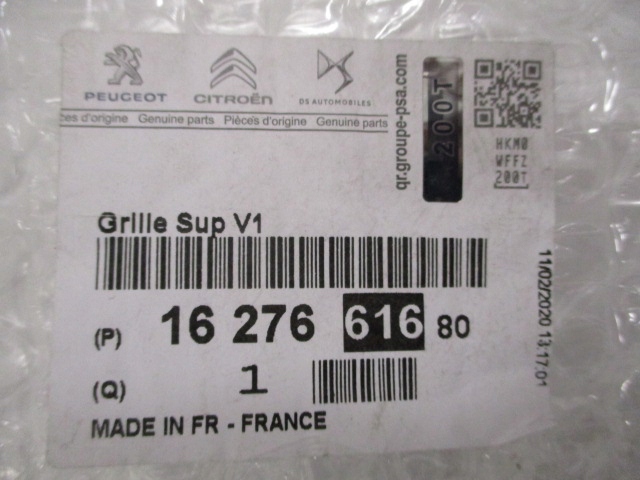 PEUGEOT
CITROËN
DS AUTOMOBILES
ces d'origine Genuine parts Pièces d'origine Genuine parts
qr.groupe-psa.com
200T
HKM0
WFFZ
200T
Grille Sup V1
(P) 16 276 616 80
(Q) 1
MADE IN FR - FRANCE
11/02/2020 13:17:01